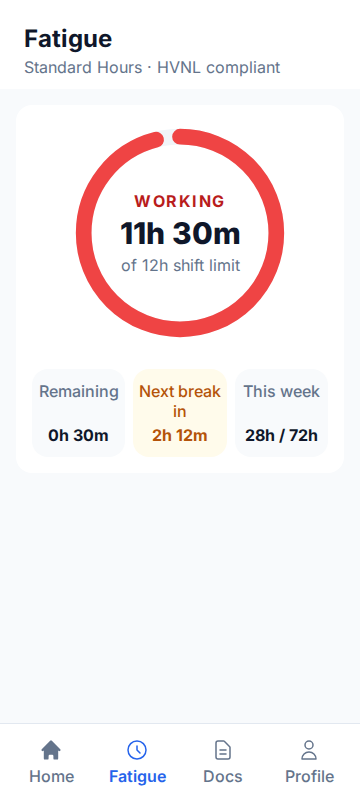 Fatigue
Standard Hours · HVNL compliant
WORKING
11h 30m
of 12h shift limit
Remaining
0h 30m
Next break
in
2h 12m
This week
28h / 72h
Home
Fatigue
Docs
Profile